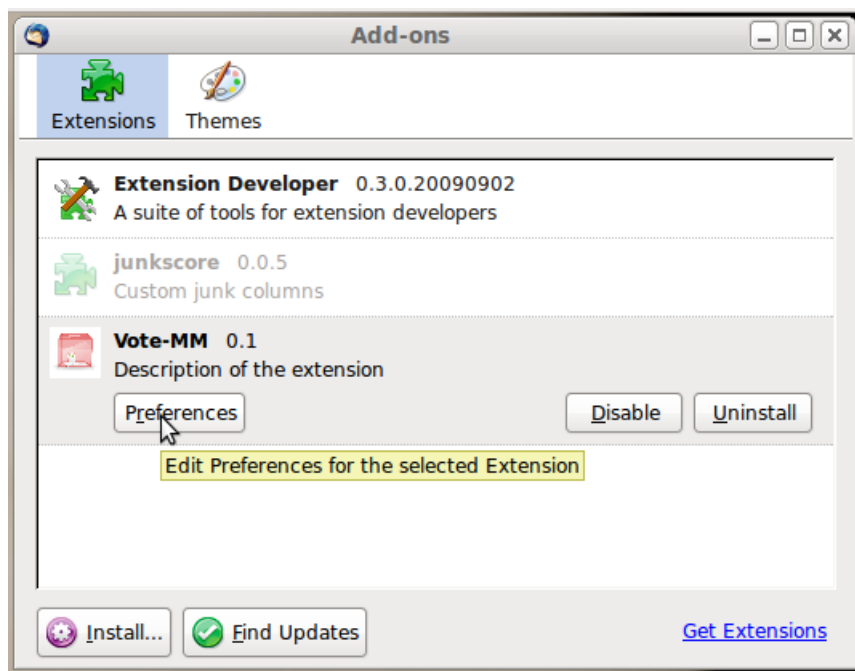 Add-ons
Extensions Themes
Extension Developer 0.3.0.20090902
A suite of tools for extension developers
junkscore 0.0.5
Custom junk columns
Vote-MM 0.1
Description of the extension
Preferences Disable Uninstall
Edit Preferences for the selected Extension
Install... Find Updates Get Extensions